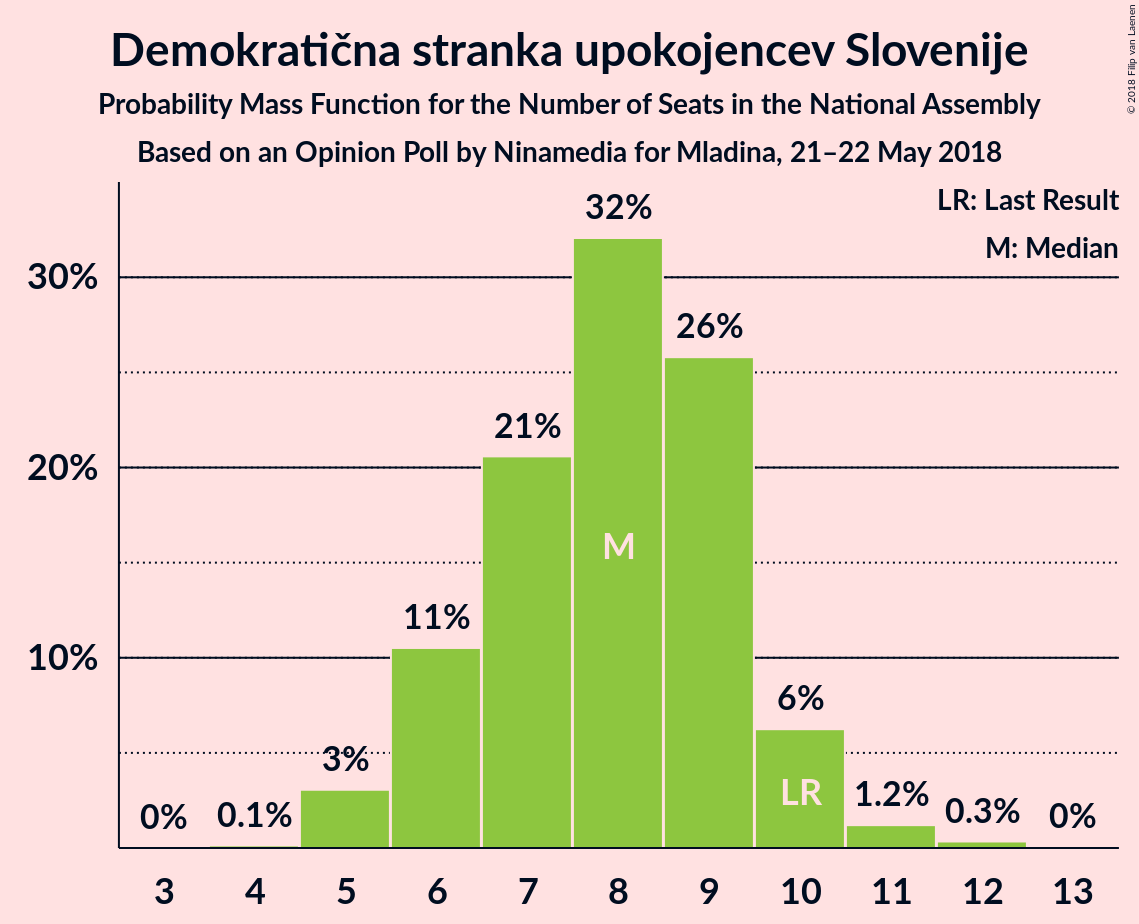 Demokratična stranka upokojencev Slovenije
Probability Mass Function for the Number of Seats in the National Assembly
Based on an Opinion Poll by Ninamedia for Mladina, 21–22 May 2018
© 2018 Filip van Laenen
LR: Last Result
M: Median
30%
20%
10%
0%
0.1%
3%
11%
21%
32%
26%
6%
1.2%
0.3%
0%
M
LR
3 4 5 6 7 8 9 10 11 12 13